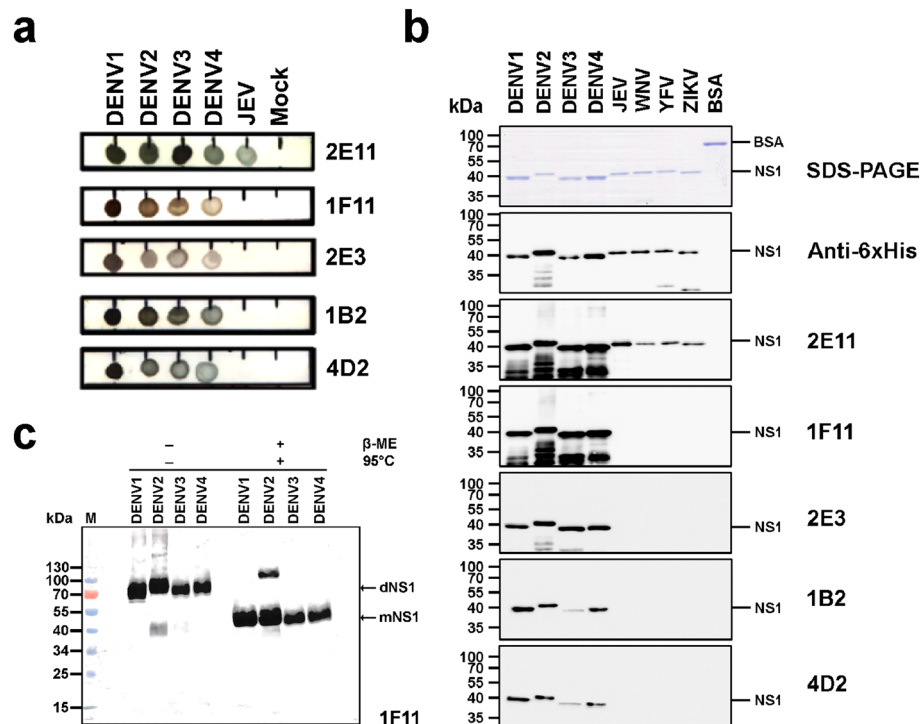 a
DENV1 DENV2 DENV3 DENV4 JEV Mock
2E11
1F11
2E3
1B2
4D2
b
kDa DENV1 DENV2 DENV3 DENV4 JEV WNV YFV ZIKV BSA
100
70
55
40
35
BSA
NS1
SDS-PAGE
100
70
55
40
35
NS1
Anti-6xHis
100
70
55
40
35
NS1
2E11
100
70
55
40
35
NS1
1F11
100
70
55
40
35
NS1
2E3
100
70
55
40
35
NS1
1B2
100
70
55
40
35
NS1
4D2
c
– + β-ME
– + 95°C
kDa M DENV1 DENV2 DENV3 DENV4 DENV1 DENV2 DENV3 DENV4
130
100
70
55
40
34
25
15
dNS1
mNS1
1F11